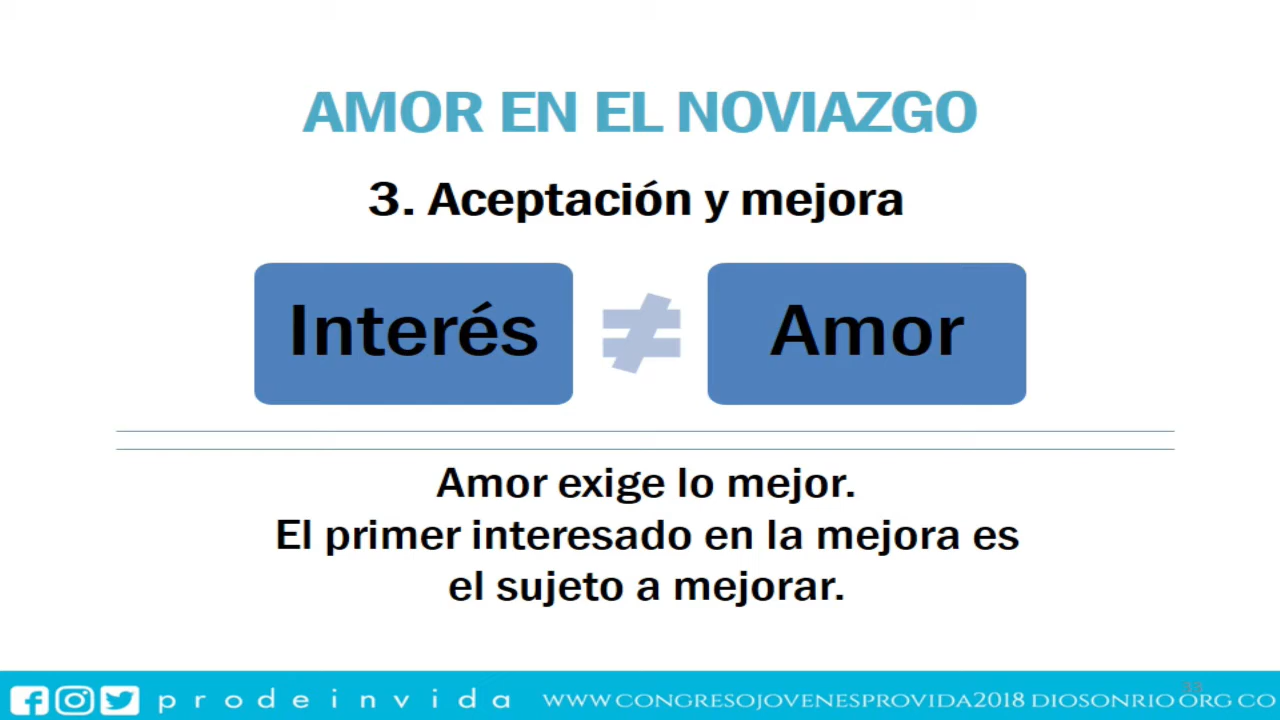 AMOR EN EL NOVIAZGO
3. Aceptación y mejora
Interés ≠ Amor
Amor exige lo mejor.
El primer interesado en la mejora es
el sujeto a mejorar.
33
prodeinvida WWW.CONGRESOJOVENESPROVIDA2018 DIOSONRIO ORG CO